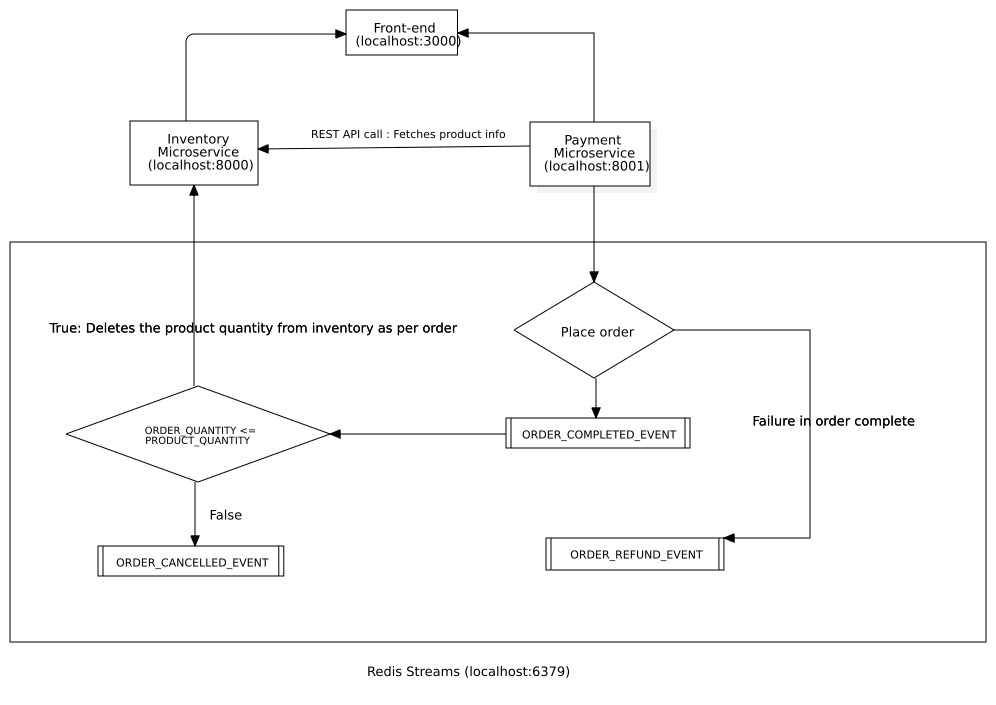 Front-end
(localhost:3000)
REST API call : Fetches product info
Inventory
Microservice
(localhost:8000)
Payment
Microservice
(localhost:8001)
True: Deletes the product quantity from inventory as per order
Place order
Failure in order complete
ORDER_QUANTITY <=
PRODUCT_QUANTITY
ORDER_COMPLETED_EVENT
False
ORDER_CANCELLED_EVENT
ORDER_REFUND_EVENT
Redis Streams (localhost:6379)